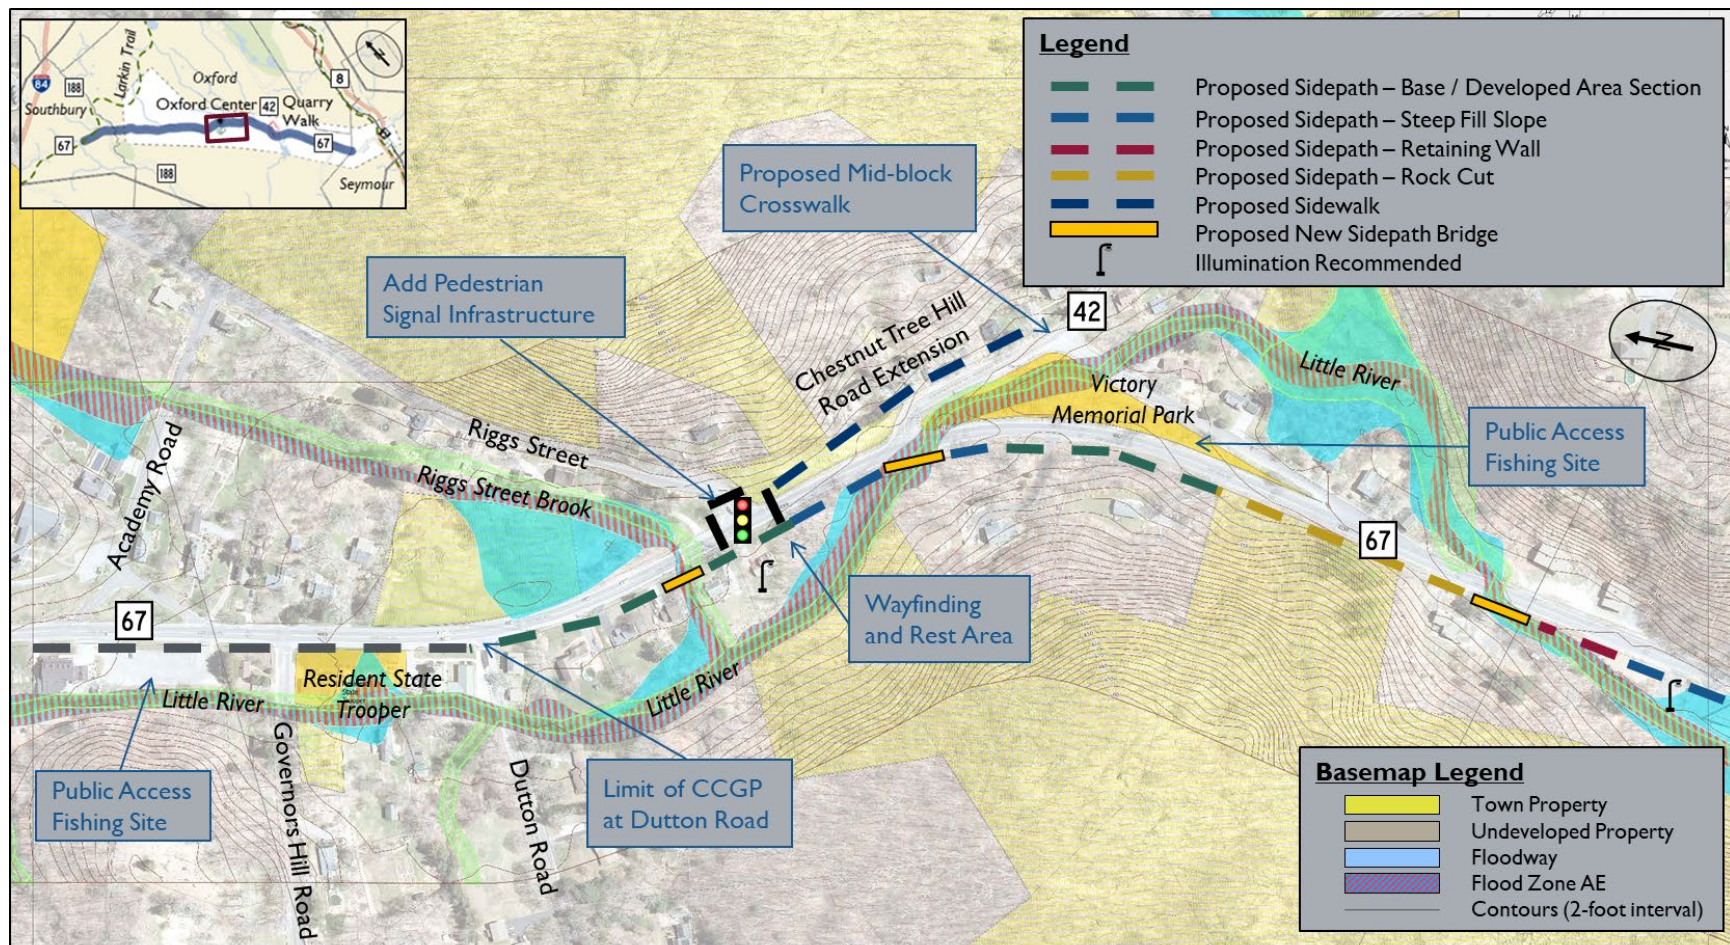 84
188
Larkin Trail
Oxford
8
N
Southbury
Oxford Center
42
Quarry
Walk
67
67
188
Seymour
Legend
Proposed Sidepath – Base / Developed Area Section
Proposed Sidepath – Steep Fill Slope
Proposed Sidepath – Retaining Wall
Proposed Sidepath – Rock Cut
Proposed Sidewalk
Proposed New Sidepath Bridge
Illumination Recommended
N
Proposed Mid-block
Crosswalk
Add Pedestrian
Signal Infrastructure
Chestnut Tree Hill
Road Extension
42
Little River
Victory
Memorial Park
Public Access
Fishing Site
Riggs Street
Riggs Street Brook
Academy Road
67
67
Wayfinding
and Rest Area
Resident State
Trooper
Little River
Little River
Governors Hill Road
Dutton Road
Public Access
Fishing Site
Limit of CCGP
at Dutton Road
Basemap Legend
Town Property
Undeveloped Property
Floodway
Flood Zone AE
Contours (2-foot interval)